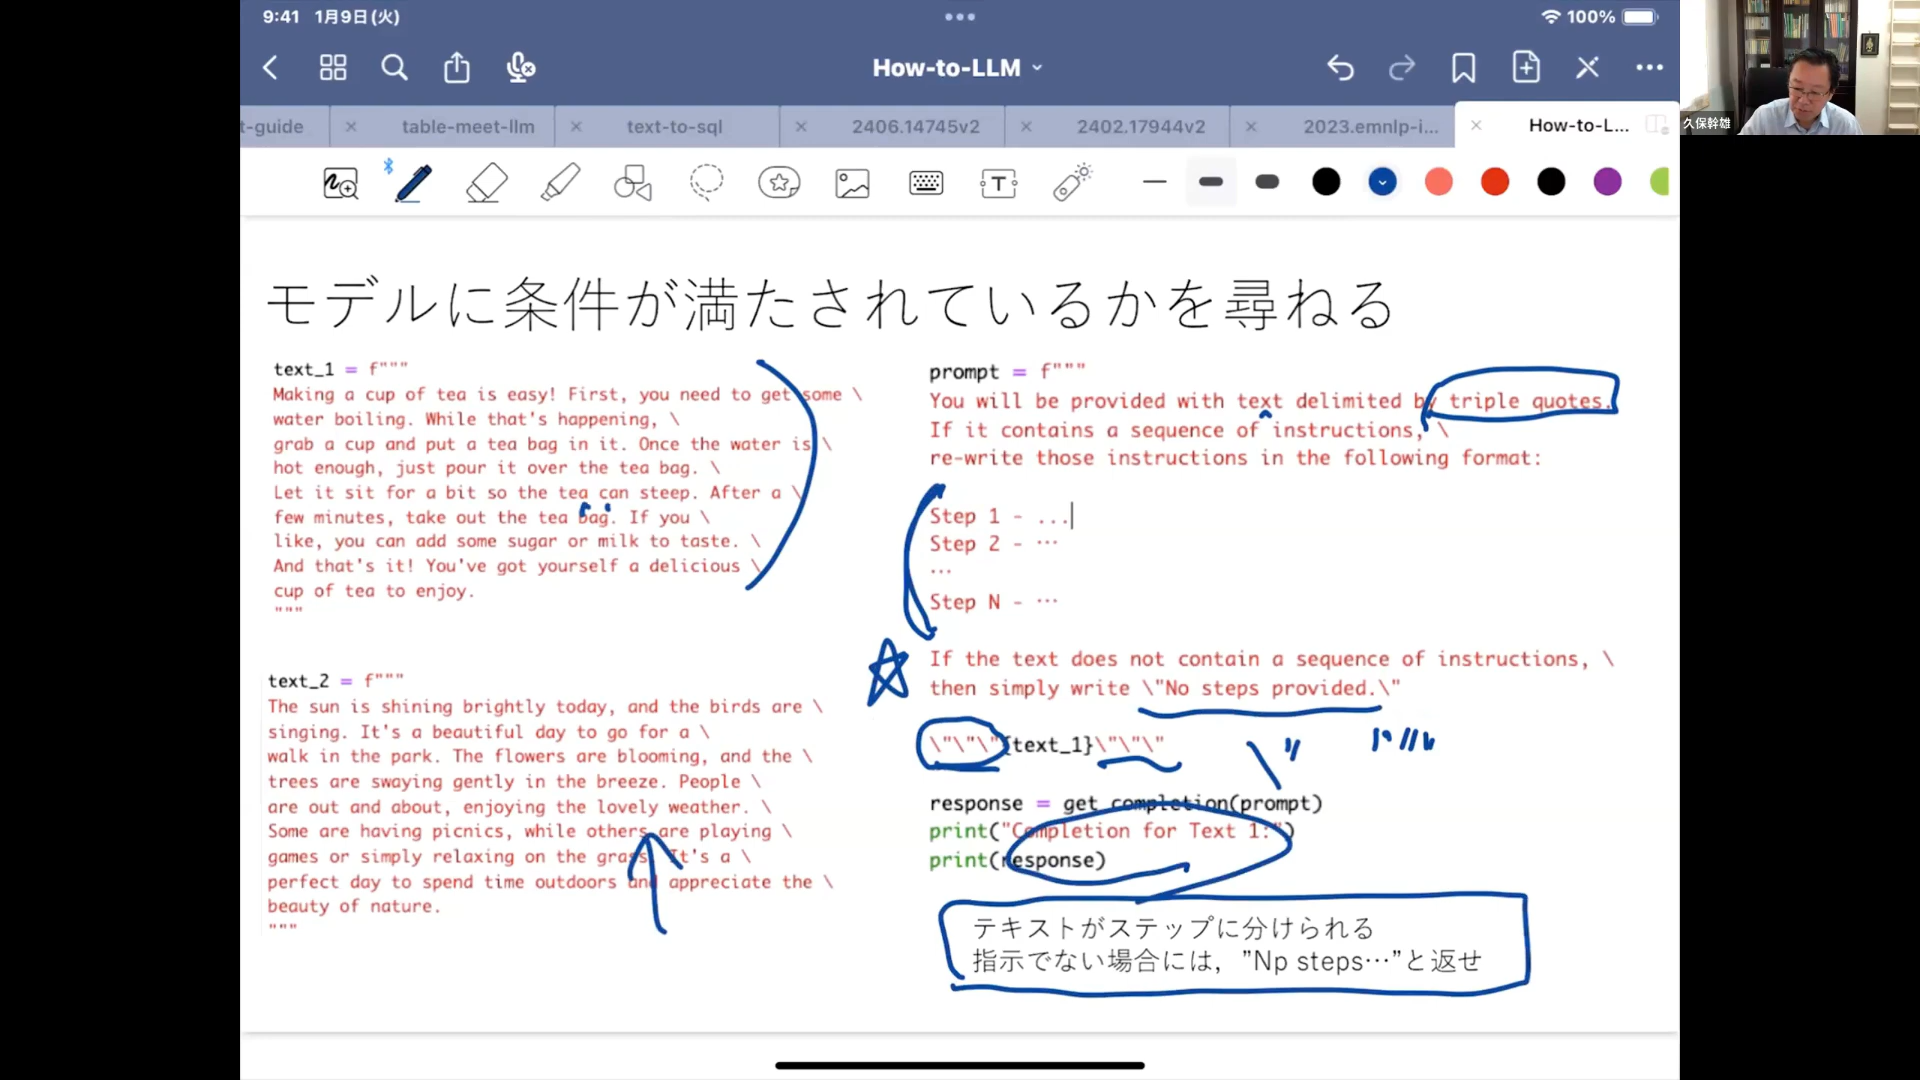 9:41 1月9日(火)
100%
How-to-LLM
t-guide
table-meet-llm
text-to-sql
2406.14745v2
2402.17944v2
2023.emnlp-i...
How-to-L...
久保幹雄
モデルに条件が満たされているかを尋ねる
text_1 = f"""
Making a cup of tea is easy! First, you need to get some \
water boiling. While that's happening, \
grab a cup and put a tea bag in it. Once the water is \
hot enough, just pour it over the tea bag. \
Let it sit for a bit so the tea can steep. After a \
few minutes, take out the tea bag. If you \
like, you can add some sugar or milk to taste. \
And that's it! You've got yourself a delicious \
cup of tea to enjoy.
"""
text_2 = f"""
The sun is shining brightly today, and the birds are \
singing. It's a beautiful day to go for a \
walk in the park. The flowers are blooming, and the \
trees are swaying gently in the breeze. People \
are out and about, enjoying the lovely weather. \
Some are having picnics, while others are playing \
games or simply relaxing on the grass. It's a \
perfect day to spend time outdoors and appreciate the \
beauty of nature.
"""
prompt = f"""
You will be provided with text delimited by triple quotes.
If it contains a sequence of instructions, \
re-write those instructions in the following format:
Step 1 - ...
Step 2 - …
…
Step N - …
If the text does not contain a sequence of instructions, \
then simply write \"No steps provided.\"
\"\"\"{text_1}\"\"\"
\" """
response = get_completion(prompt)
print("Completion for Text 1:")
print(response)
テキストがステップに分けられる
指示でない場合には，”Np steps…”と返せ